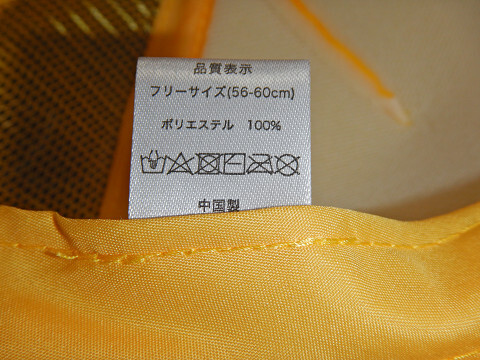 品質表示
フリーサイズ(56-60cm)
ポリエステル 100%
中国製